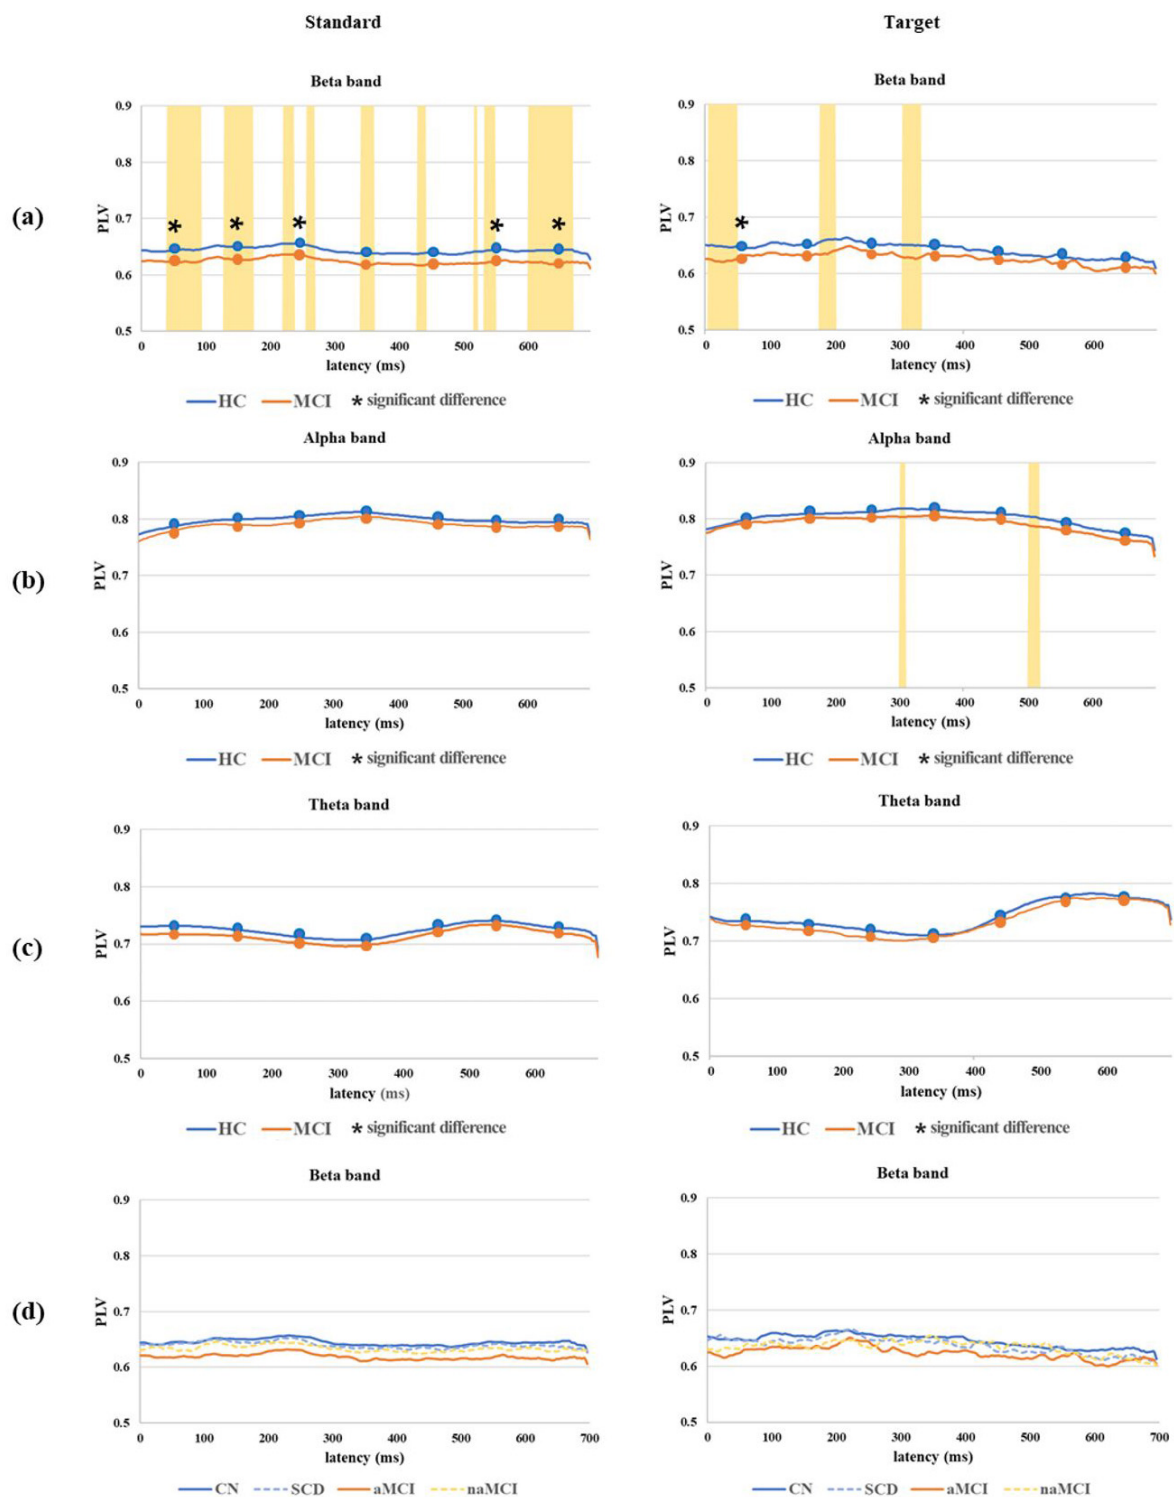 Standard Target
Beta band Beta band
0.9 0.9
0.8 0.8
(a) PLV 0.7 * * * * * PLV 0.7 *
0.6 0.6
0.5 0.5
0 100 200 300 400 500 600 0 100 200 300 400 500 600
latency (ms) latency (ms)
HC MCI * significant difference HC MCI * significant difference
Alpha band Alpha band
0.9 0.9
0.8 0.8
(b) PLV 0.7 PLV 0.7
0.6 0.6
0.5 0.5
0 100 200 300 400 500 600 0 100 200 300 400 500 600
latency (ms) latency (ms)
HC MCI * significant difference HC MCI * significant difference
Theta band Theta band
0.9 0.9
0.8 0.8
(c) PLV 0.7 PLV 0.7
0.6 0.6
0.5 0.5
0 100 200 300 400 500 600 0 100 200 300 400 500 600
latency (ms) latency (ms)
HC MCI * significant difference HC MCI * significant difference
Beta band Beta band
0.9 0.9
0.8 0.8
(d) PLV 0.7 PLV 0.7
0.6 0.6
0.5 0.5
0 100 200 300 400 500 600 700 0 100 200 300 400 500 600 700
latency (ms) latency (ms)
CN SCD aMCI naMCI CN SCD aMCI naMCI